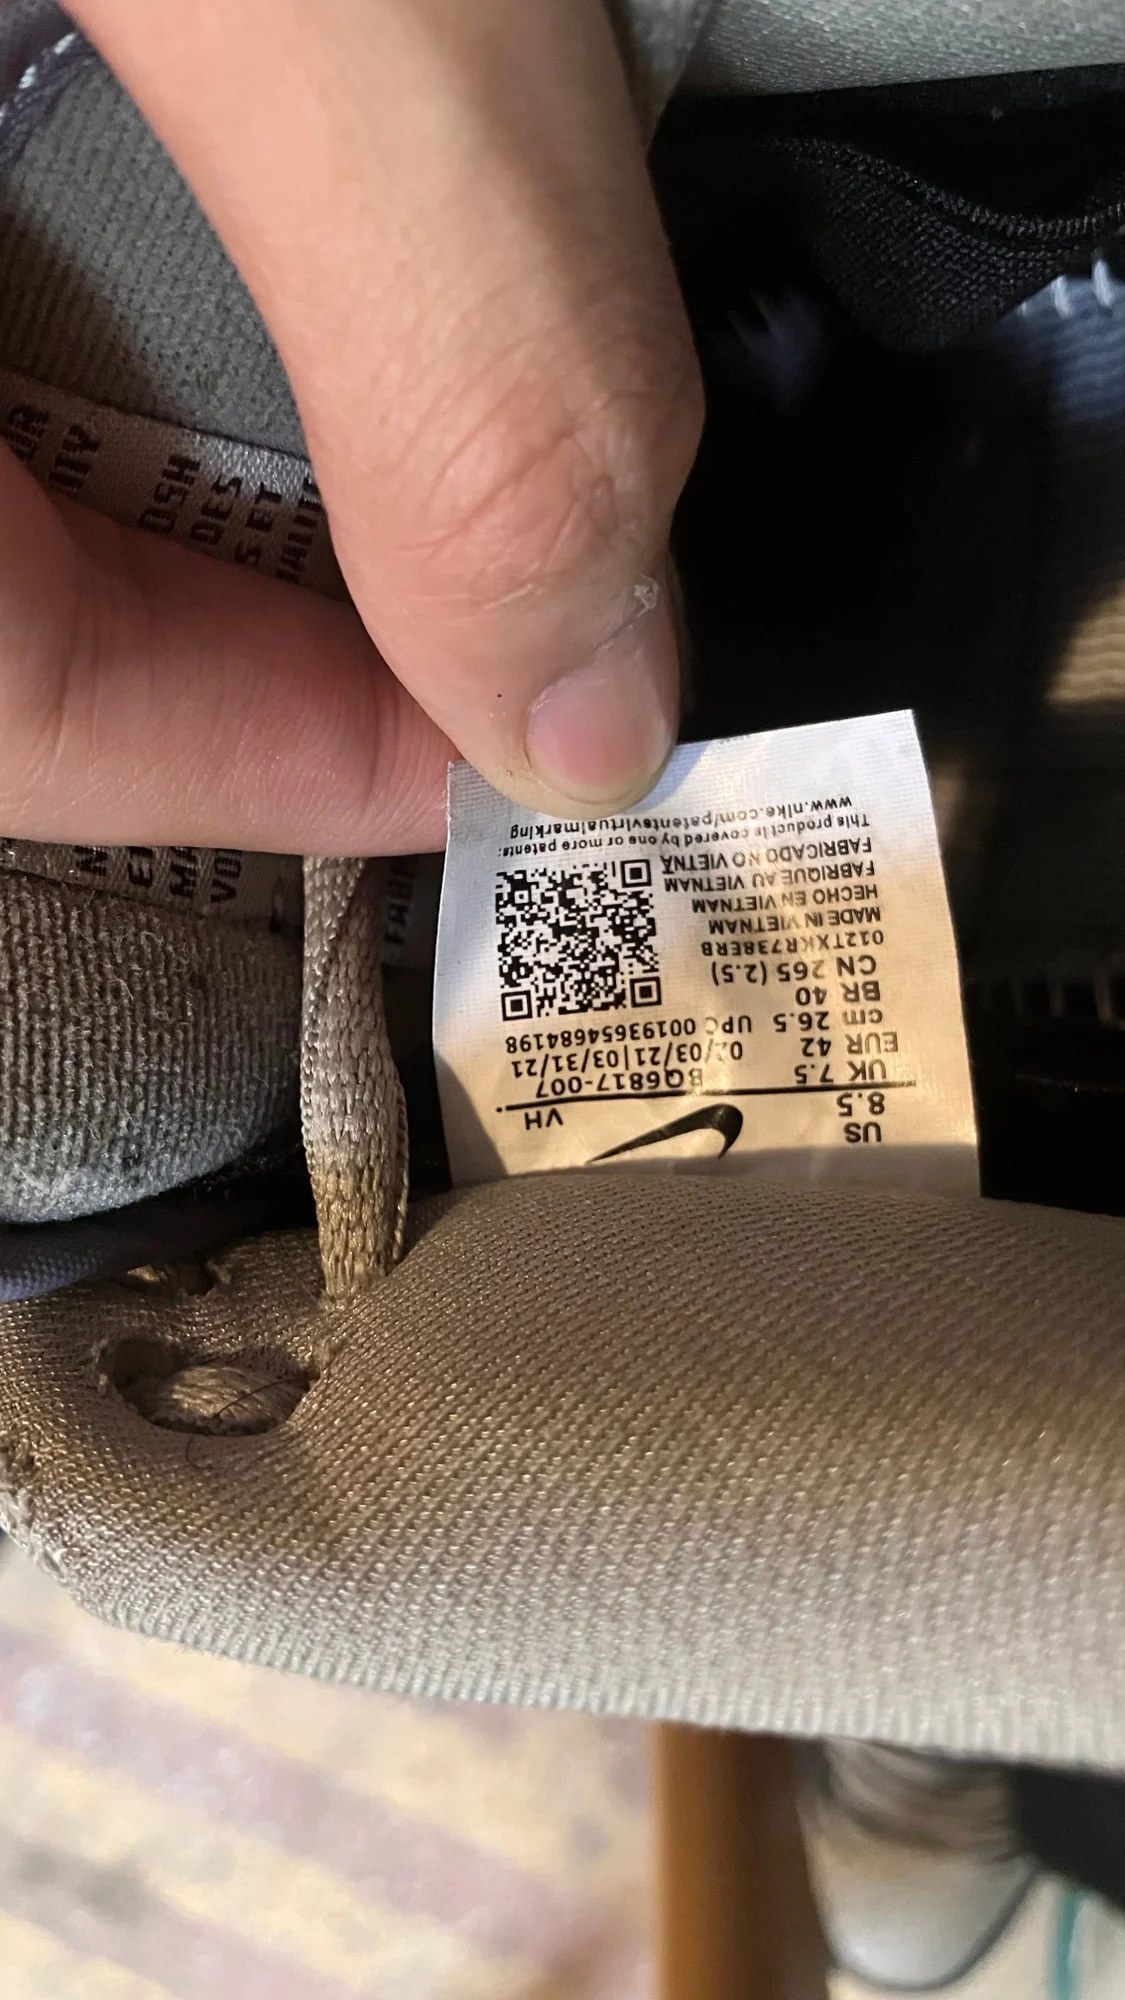 US
8.5
VH
UK 7.5 BQ6817-007
EUR 42 02/03/21|03/31/21
cm 26.5 UPC 00193654684198
BR 40
CN 265 (2.5)
012TXKR738ERB
MADE IN VIETNAM
HECHO EN VIETNAM
FABRIQUE AU VIETNAM
FABRICADO NO VIETNÃ
This product is covered by one or more patents:
www.nike.com/patentsvirtualmarking